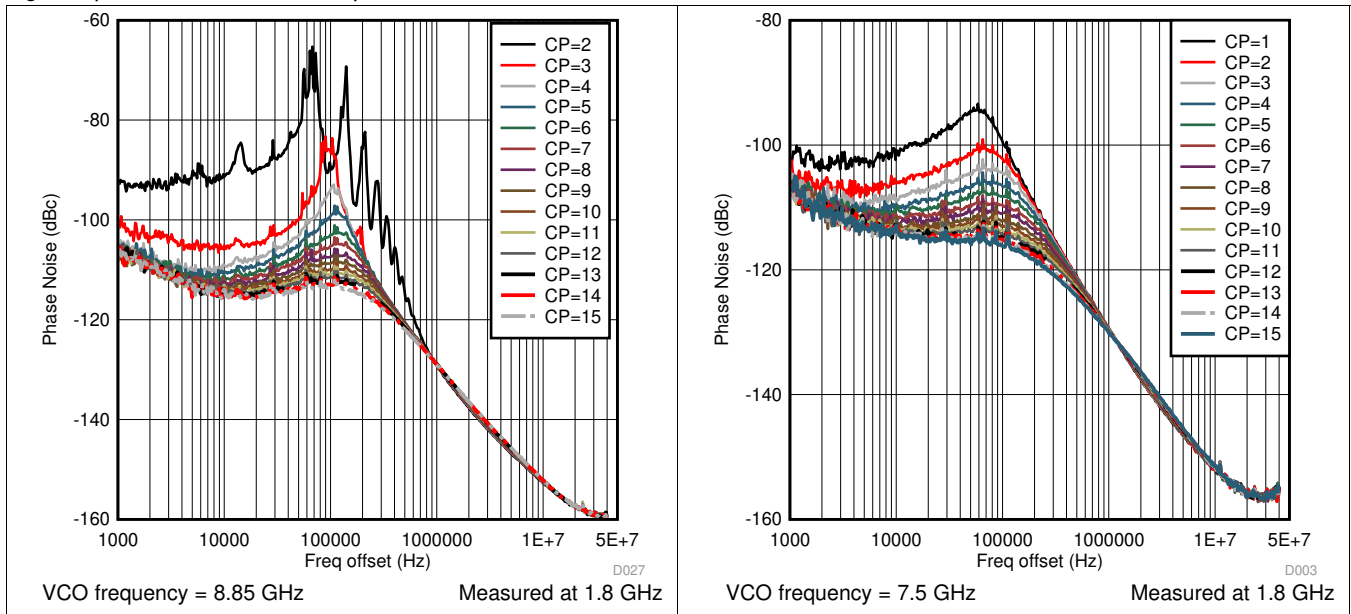 -60
-80
-100
-120
-140
-160
1000
10000
100000
1000000
1E+7
5E+7
Phase Noise (dBc)
Freq offset (Hz)
D027
CP=2
CP=3
CP=4
CP=5
CP=6
CP=7
CP=8
CP=9
CP=10
CP=11
CP=12
CP=13
CP=14
CP=15
VCO frequency = 8.85 GHz
Measured at 1.8 GHz
-80
-100
-120
-140
-160
1000
10000
100000
1000000
1E+7
5E+7
Phase Noise (dBc)
Freq offset (Hz)
D003
CP=1
CP=2
CP=3
CP=4
CP=5
CP=6
CP=7
CP=8
CP=9
CP=10
CP=11
CP=12
CP=13
CP=14
CP=15
VCO frequency = 7.5 GHz
Measured at 1.8 GHz